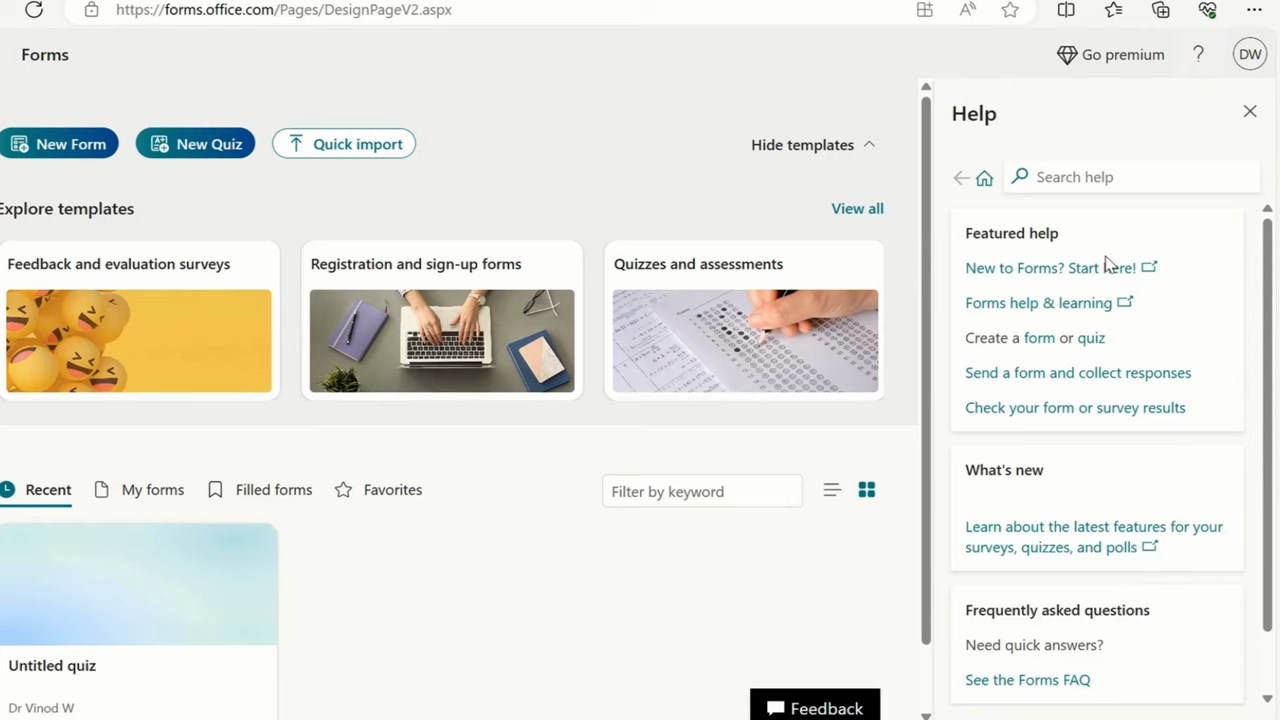 https://forms.office.com/Pages/DesignPageV2.aspx
Forms
Go premium
?
DW
New Form
New Quiz
Quick import
Hide templates
Explore templates
View all
Feedback and evaluation surveys
Registration and sign-up forms
Quizzes and assessments
Recent
My forms
Filled forms
Favorites
Filter by keyword
Untitled quiz
Dr Vinod W
Feedback
Help
Search help
Featured help
New to Forms? Start here!
Forms help & learning
Create a form or quiz
Send a form and collect responses
Check your form or survey results
What's new
Learn about the latest features for your
surveys, quizzes, and polls
Frequently asked questions
Need quick answers?
See the Forms FAQ